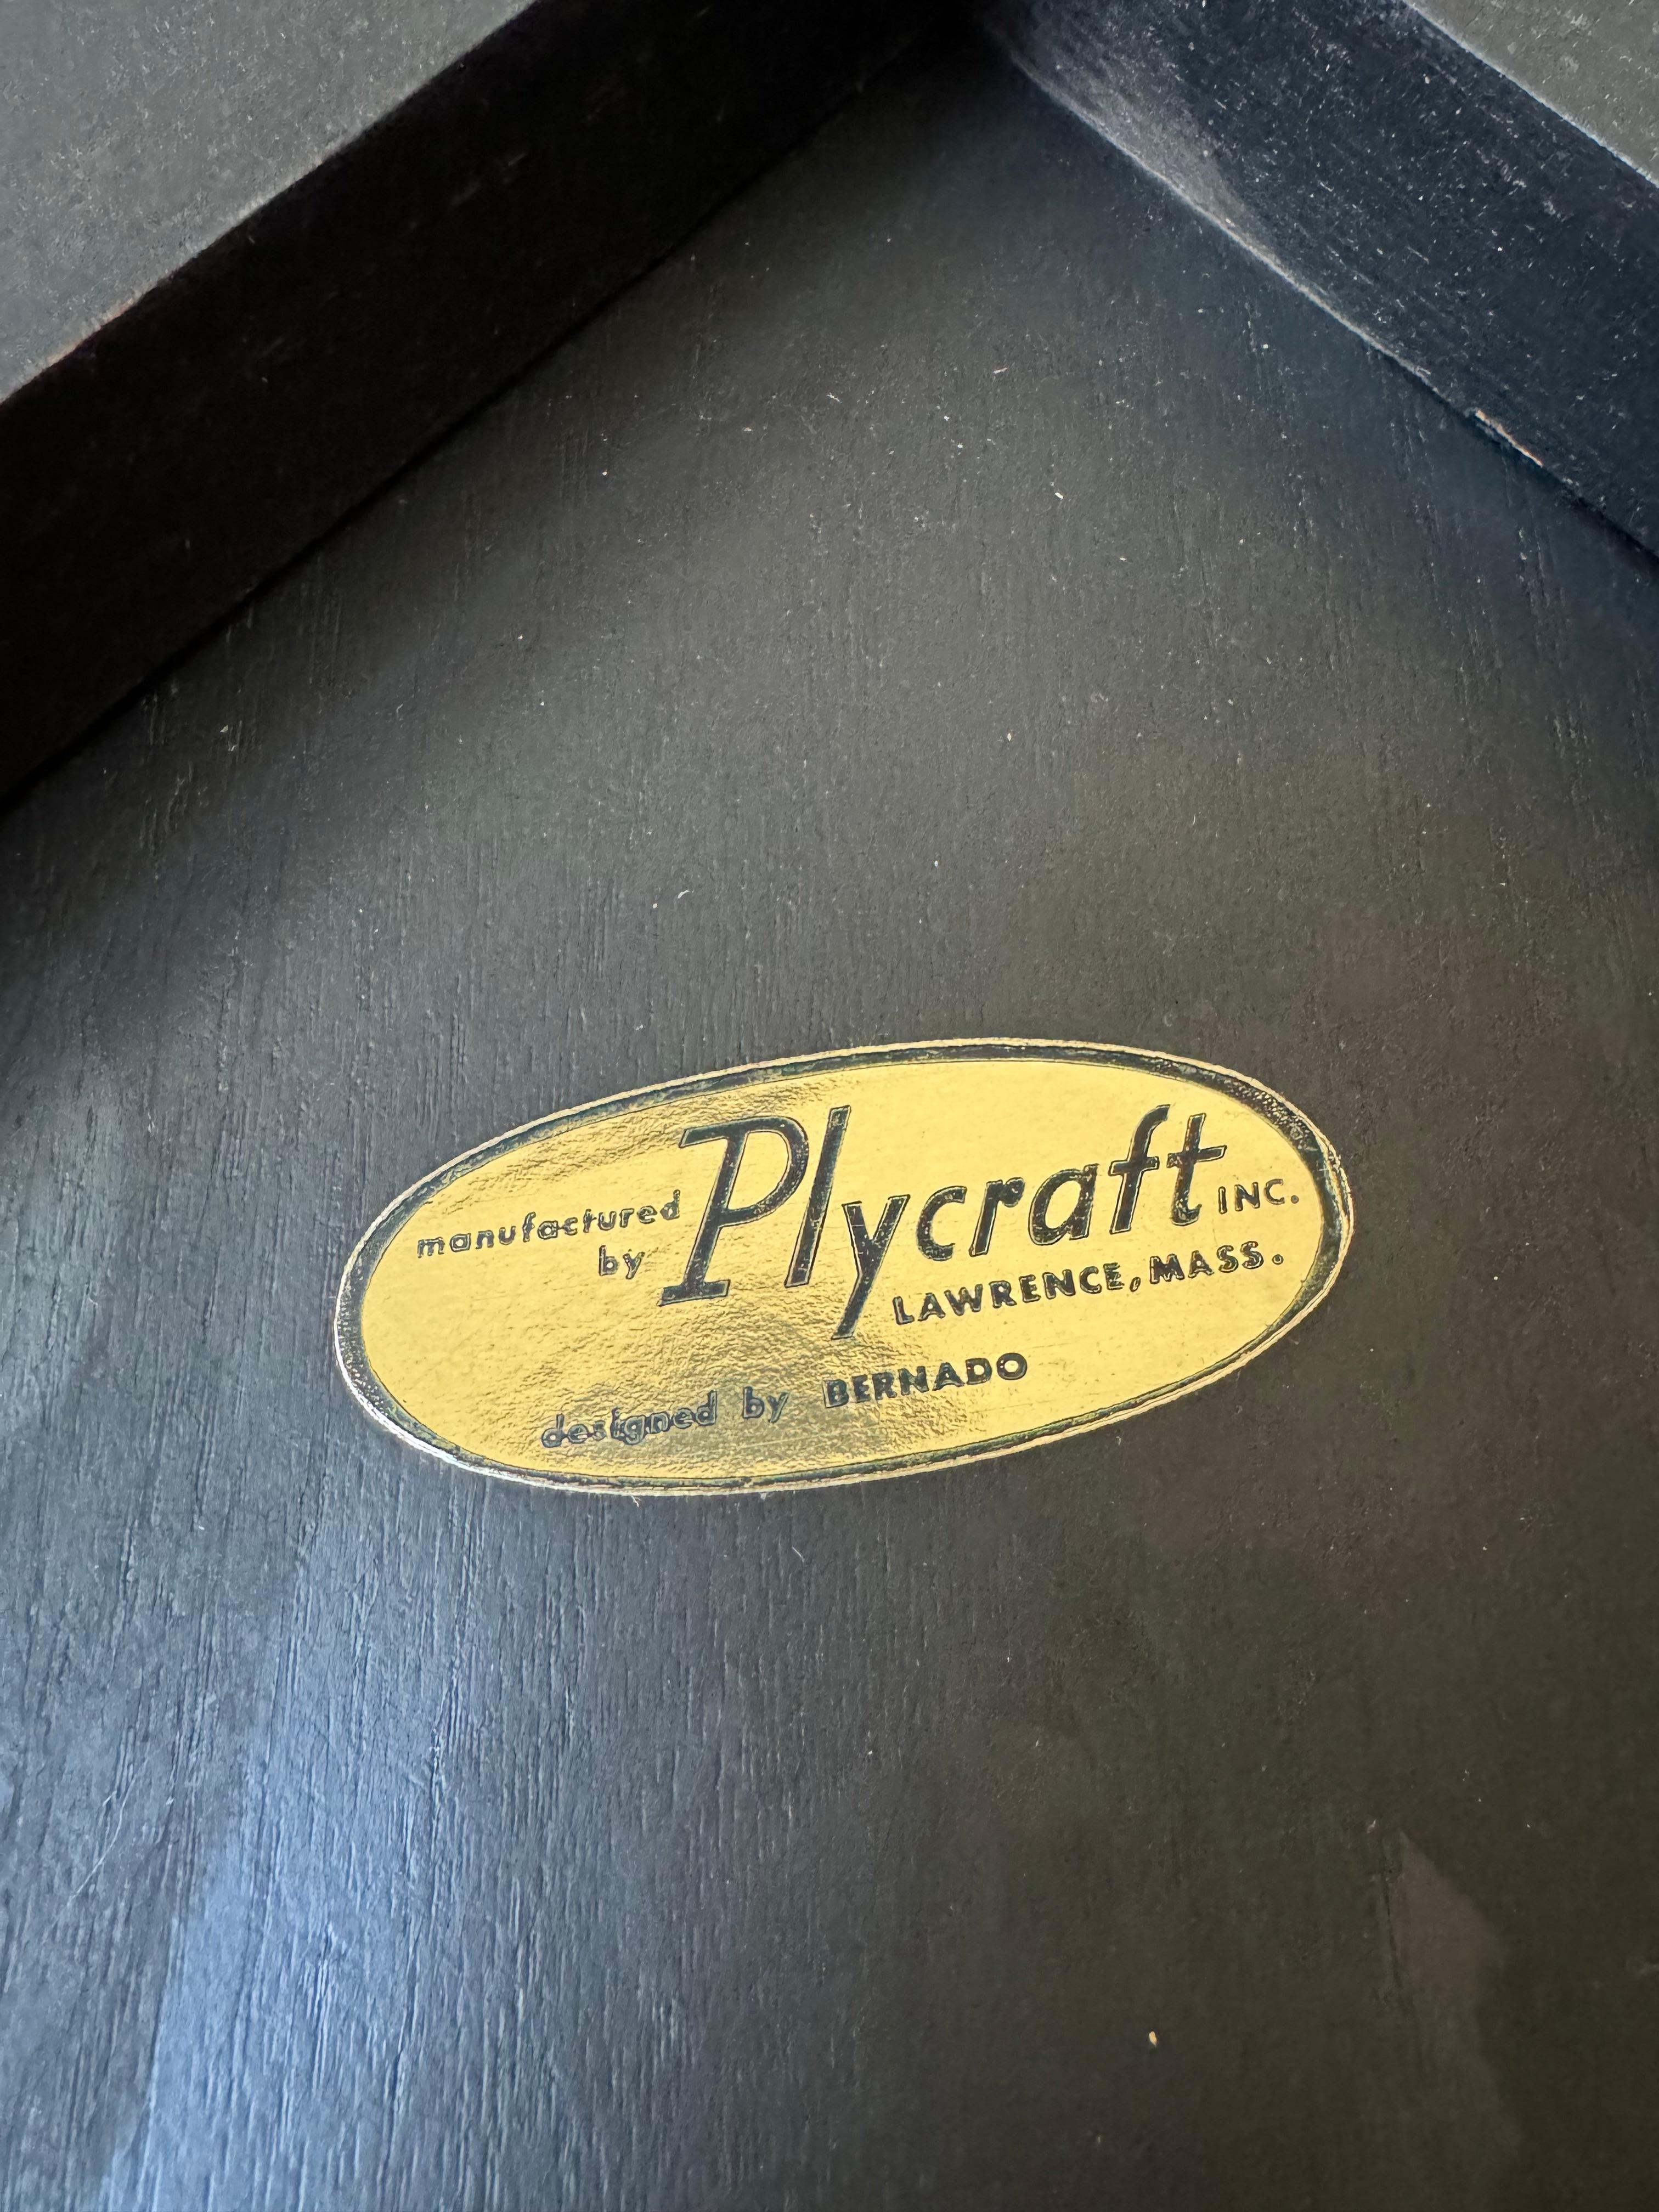 manufactured by Plycraft INC.
LAWRENCE, MASS.
designed by BERNADO